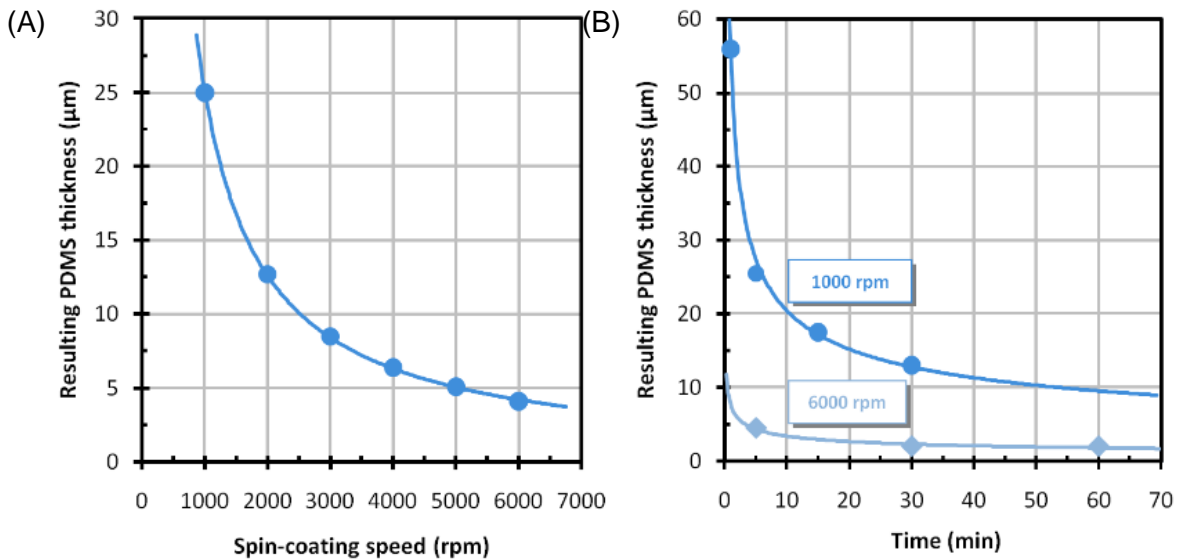 (A)
Resulting PDMS thickness (µm)
30
25
20
15
10
5
0
0 1000 2000 3000 4000 5000 6000 7000
Spin-coating speed (rpm)
(B)
Resulting PDMS thickness (µm)
60
50
40
30
20
10
0
1000 rpm
6000 rpm
0 10 20 30 40 50 60 70
Time (min)